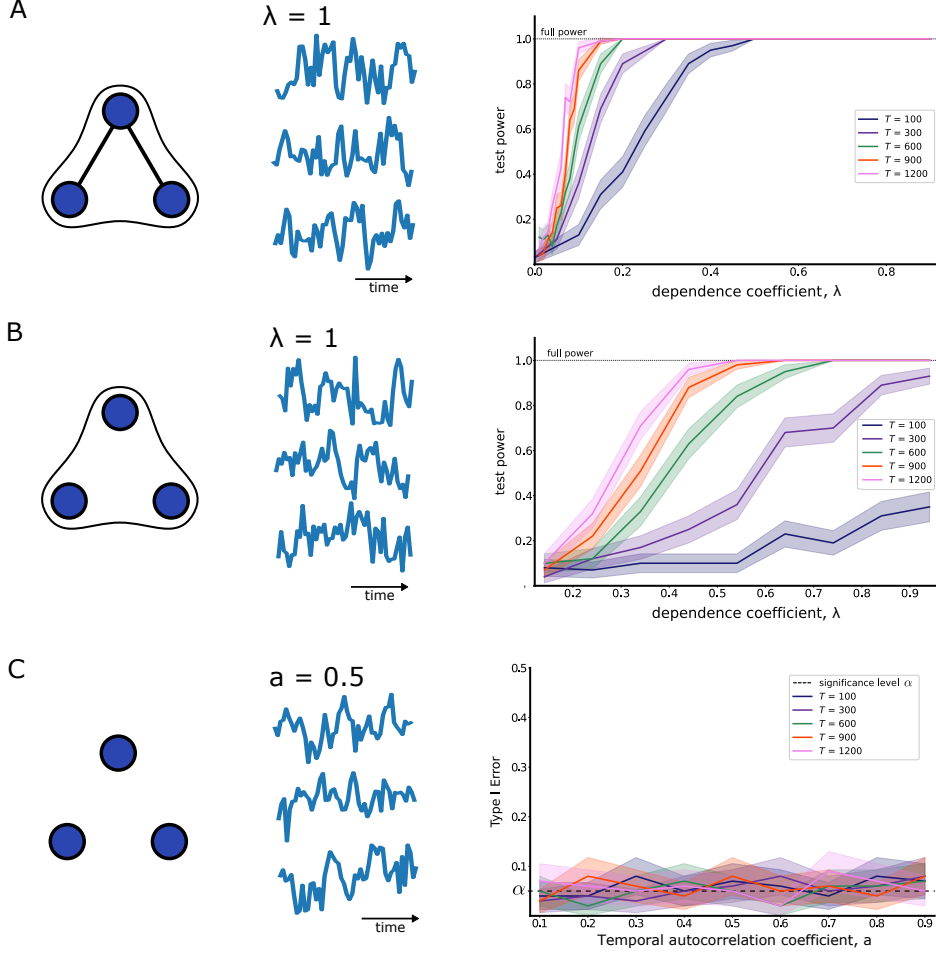 A
λ = 1
time
full power
test power
1.0
0.8
0.6
0.4
0.2
0.0
0.2
0.4
0.6
0.8
dependence coefficient, λ
T = 100
T = 300
T = 600
T = 900
T = 1200
B
λ = 1
time
full power
test power
1.0
0.8
0.6
0.4
0.2
0.2
0.3
0.4
0.5
0.6
0.7
0.8
0.9
dependence coefficient, λ
T = 100
T = 300
T = 600
T = 900
T = 1200
C
a = 0.5
time
Type I Error
0.5
0.4
0.3
0.2
0.1
α
0.1
0.2
0.3
0.4
0.5
0.6
0.7
0.8
0.9
Temporal autocorrelation coefficient, a
significance level α
T = 100
T = 300
T = 600
T = 900
T = 1200